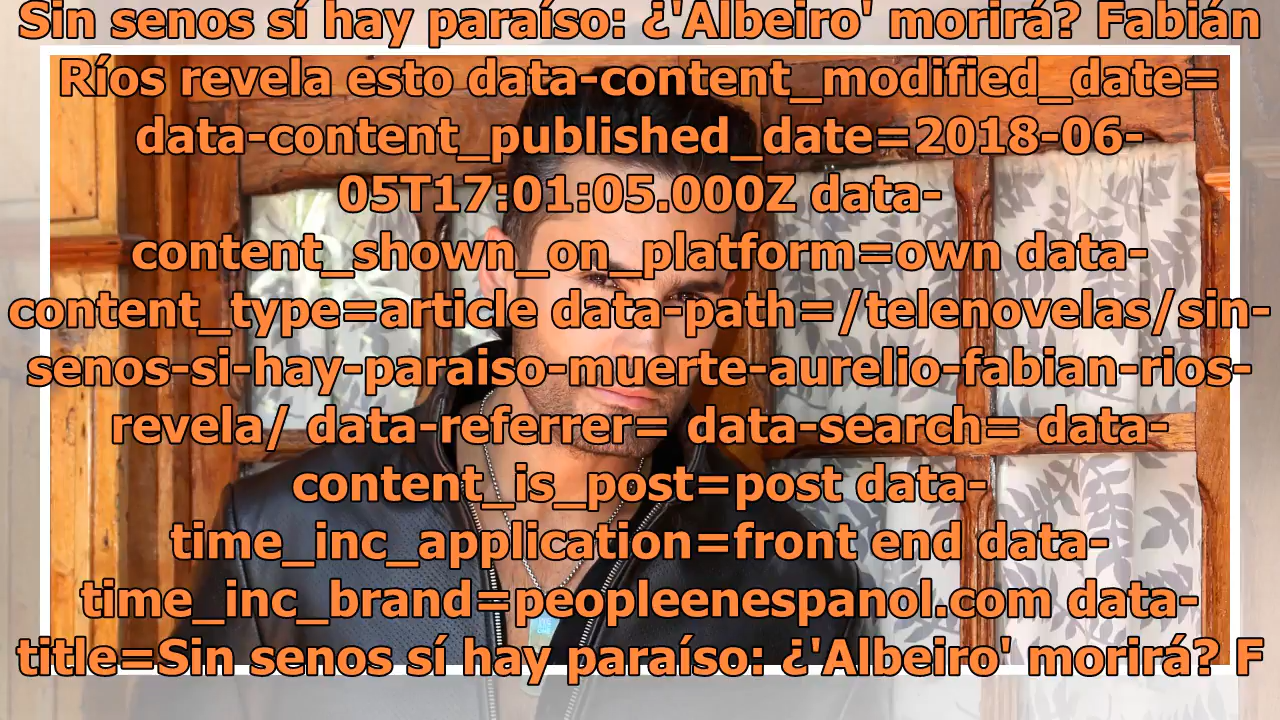 Sin senos sí hay paraíso: ¿'Albeiro' morirá? Fabián
Ríos revela esto data-content_modified_date=
data-content_published_date=2018-06-
05T17:01:05.000Z data-
content_shown_on_platform=own data-
content_type=article data-path=/telenovelas/sin-
senos-si-hay-paraiso-muerte-aurelio-fabian-rios-
revela/ data-referrer= data-search= data-
content_is_post=post data-
time_inc_application=front end data-
time_inc_brand=peopleenespanol.com data-
title=Sin senos sí hay paraíso: ¿'Albeiro' morirá? F